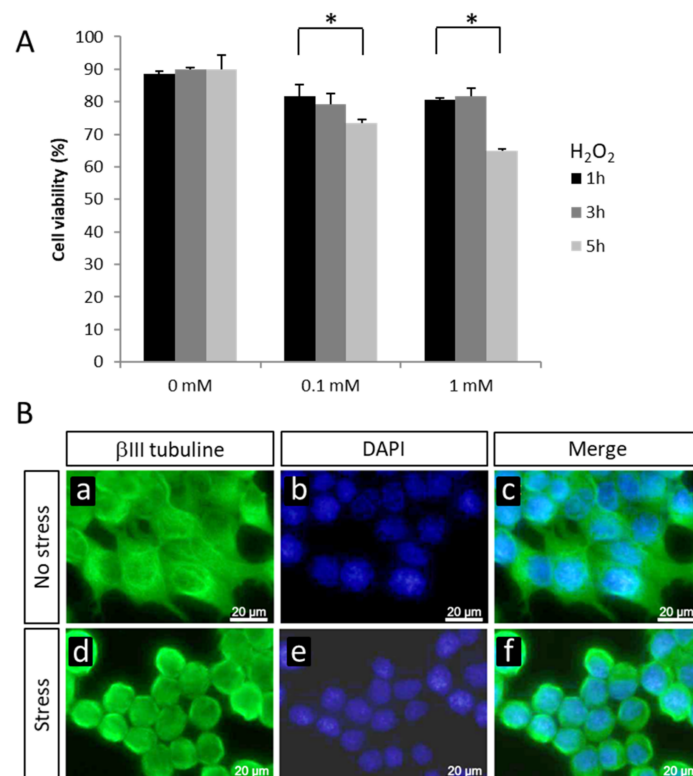 A
* *
100
90
80
70
60
50
40
30
20
10
0
Cell viability (%)
0 mM 0.1 mM 1 mM
H₂O₂
1h
3h
5h
B
βIII tubuline DAPI Merge
No stress
a b c
20 µm 20 µm 20 µm
Stress
d e f
20 µm 20 µm 20 µm